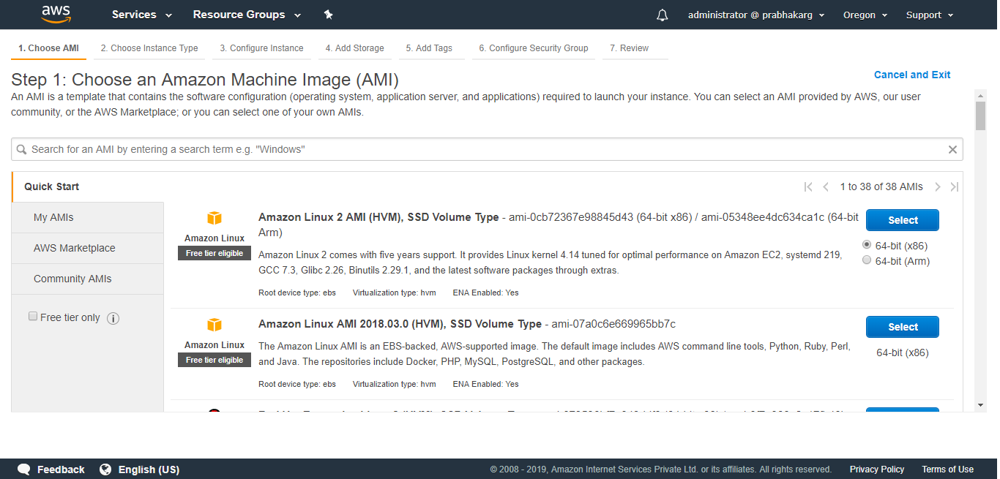 aws Services Resource Groups administrator @ prabhakarg Oregon Support
1. Choose AMI 2. Choose Instance Type 3. Configure Instance 4. Add Storage 5. Add Tags 6. Configure Security Group 7. Review
Step 1: Choose an Amazon Machine Image (AMI)
Cancel and Exit
An AMI is a template that contains the software configuration (operating system, application server, and applications) required to launch your instance. You can select an AMI provided by AWS, our user
community, or the AWS Marketplace; or you can select one of your own AMIs.
Search for an AMI by entering a search term e.g. "Windows"
Quick Start
1 to 38 of 38 AMIs
My AMIs
AWS Marketplace
Community AMIs
Free tier only
Amazon Linux
Free tier eligible
Amazon Linux 2 AMI (HVM), SSD Volume Type - ami-0cb72367e98845d43 (64-bit x86) / ami-05348ee4dc634ca1c (64-bit
Arm)
Amazon Linux 2 comes with five years support. It provides Linux kernel 4.14 tuned for optimal performance on Amazon EC2, systemd 219,
GCC 7.3, Glibc 2.26, Binutils 2.29.1, and the latest software packages through extras.
Root device type: ebs Virtualization type: hvm ENA Enabled: Yes
Select
64-bit (x86)
64-bit (Arm)
Amazon Linux
Free tier eligible
Amazon Linux AMI 2018.03.0 (HVM), SSD Volume Type - ami-07a0c6e669965bb7c
The Amazon Linux AMI is an EBS-backed, AWS-supported image. The default image includes AWS command line tools, Python, Ruby, Perl,
and Java. The repositories include Docker, PHP, MySQL, PostgreSQL, and other packages.
Root device type: ebs Virtualization type: hvm ENA Enabled: Yes
Select
64-bit (x86)
Feedback English (US) © 2008 - 2019, Amazon Internet Services Private Ltd. or its affiliates. All rights reserved. Privacy Policy Terms of Use